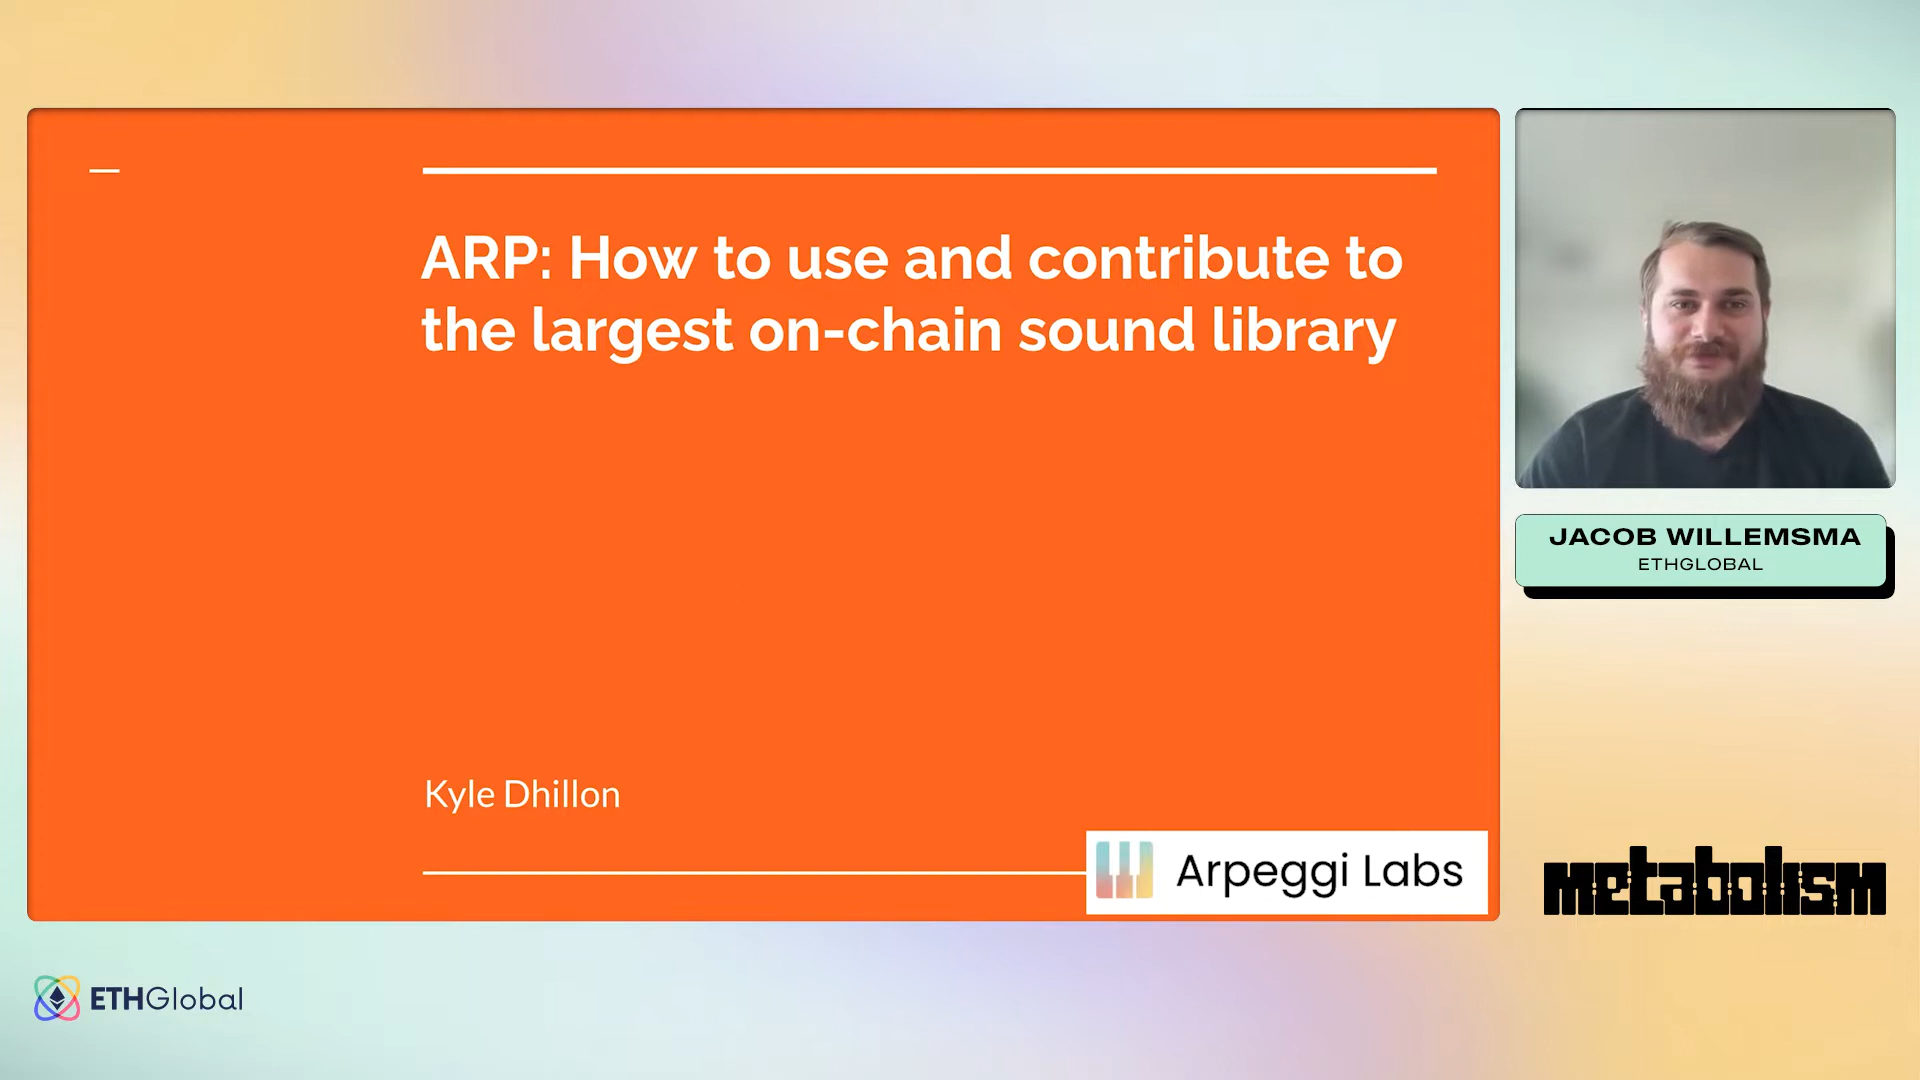 ARP: How to use and contribute to
the largest on-chain sound library
Kyle Dhillon
Arpeggi Labs
JACOB WILLEMSMA
ETHGLOBAL
metabolism
ETHGlobal